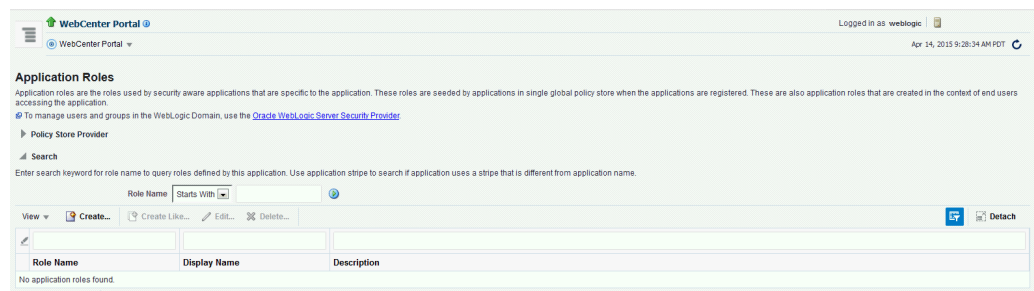 WebCenter Portal
Logged in as weblogic
WebCenter Portal
Apr 14, 2015 9:28:34 AM PDT
Application Roles
Application roles are the roles used by security aware applications that are specific to the application. These roles are seeded by applications in single global policy store when the applications are registered. These are also application roles that are created in the context of end users
accessing the application.
To manage users and groups in the WebLogic Domain, use the Oracle WebLogic Server Security Provider.
Policy Store Provider
Search
Enter search keyword for role name to query roles defined by this application. Use application stripe to search if application uses a stripe that is different from application name.
Role Name Starts With
View Create... Create Like... Edit... Delete... Detach
Role Name Display Name Description
No application roles found.